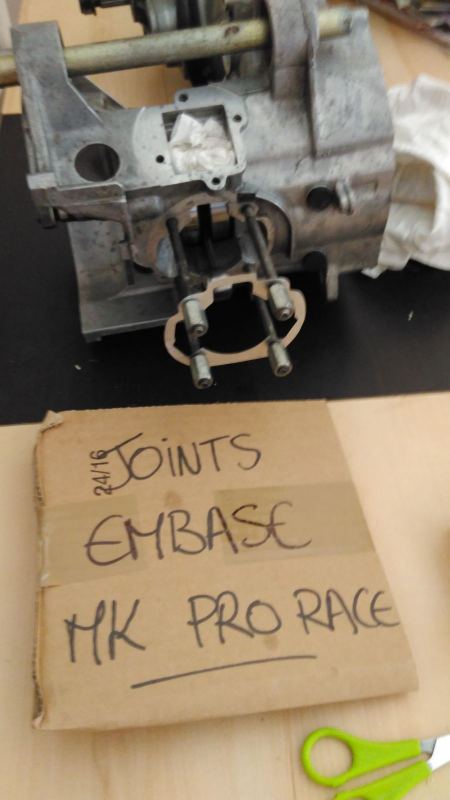 24/16
JOINTS
EMBASE
MK PRO RACE